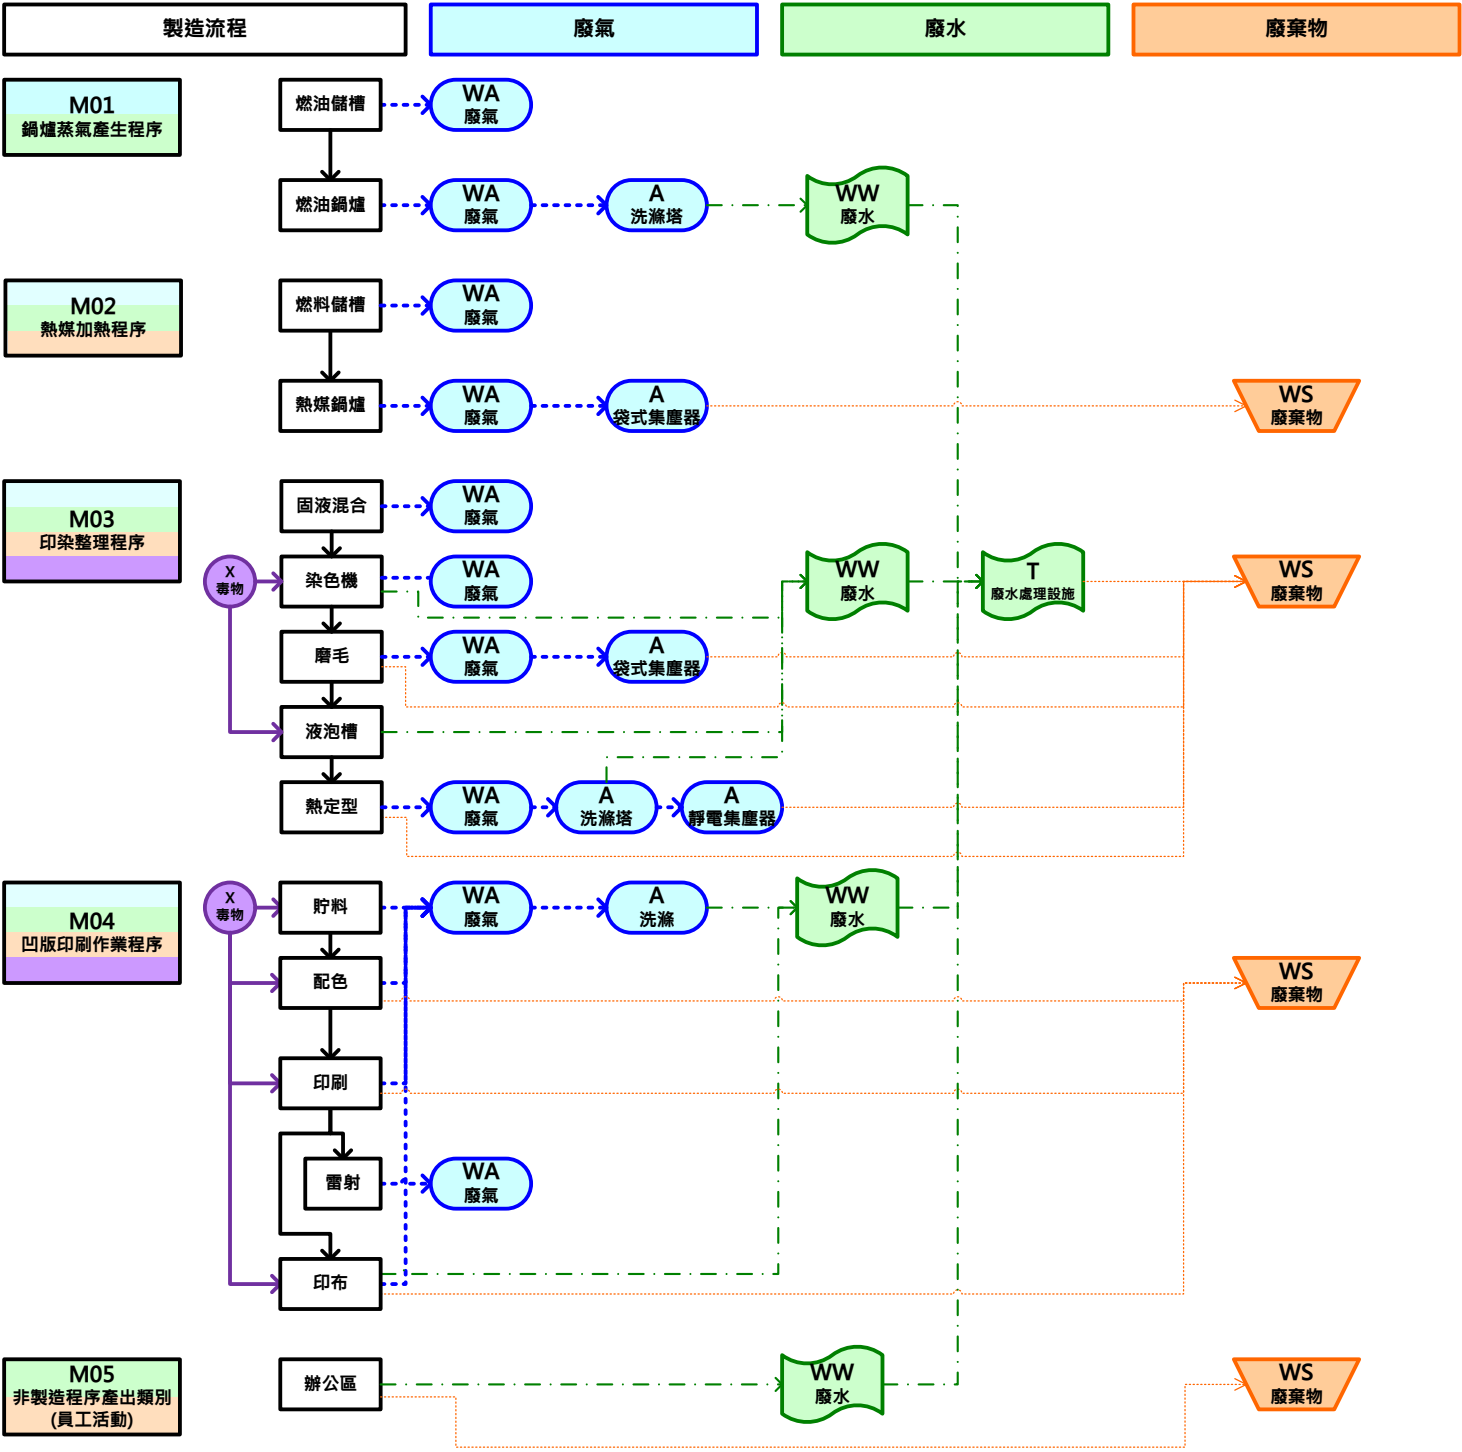 製造流程
廢氣
廢水
廢棄物
M01
鍋爐蒸氣產生程序
燃油儲槽
WA
廢氣
燃油鍋爐
WA
廢氣
A
洗滌塔
WW
廢水
M02
熱媒加熱程序
燃料儲槽
WA
廢氣
熱媒鍋爐
WA
廢氣
A
袋式集塵器
WS
廢棄物
M03
印染整理程序
固液混合
WA
廢氣
X
毒物
染色機
WA
廢氣
WW
廢水
T
廢水處理設施
WS
廢棄物
磨毛
WA
廢氣
A
袋式集塵器
液泡槽
熱定型
WA
廢氣
A
洗滌塔
A
靜電集塵器
M04
凹版印刷作業程序
X
毒物
貯料
WA
廢氣
A
洗滌
WW
廢水
配色
WS
廢棄物
印刷
雷射
WA
廢氣
印布
M05
非製造程序產出類別
(員工活動)
辦公區
WW
廢水
WS
廢棄物